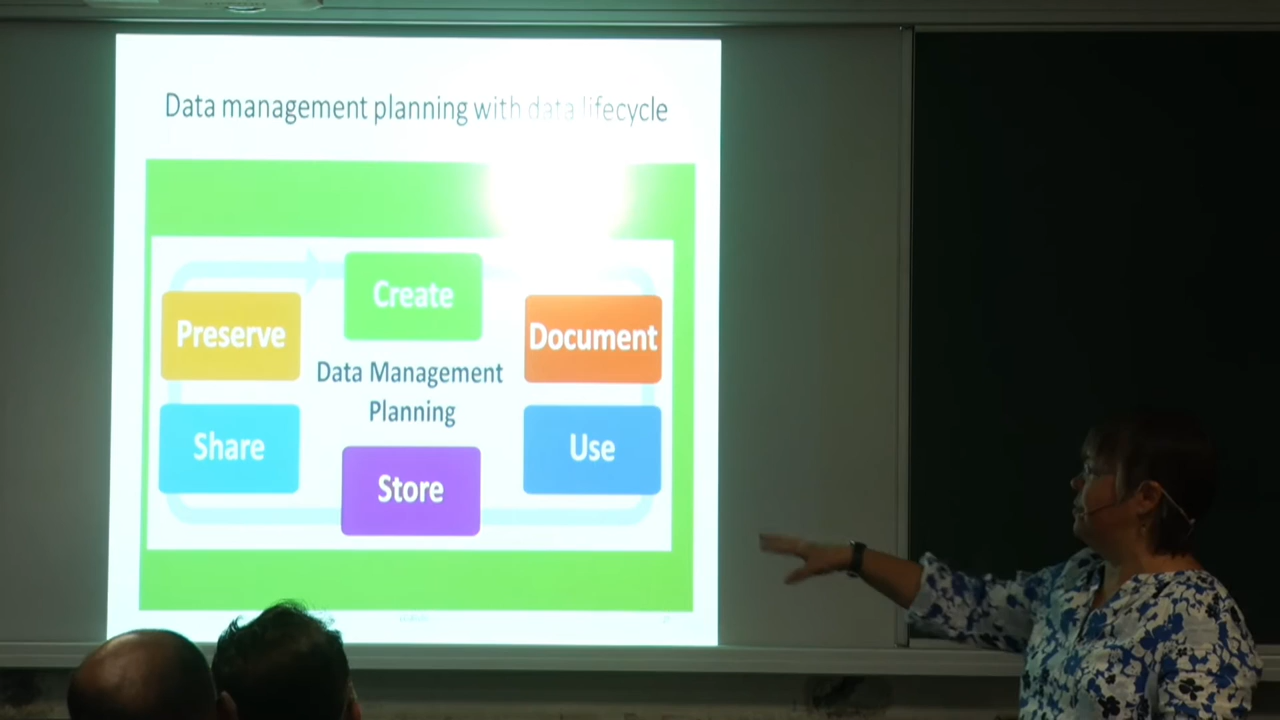 Data management planning with data lifecycle
Create
Preserve
Document
Data Management
Planning
Share
Use
Store